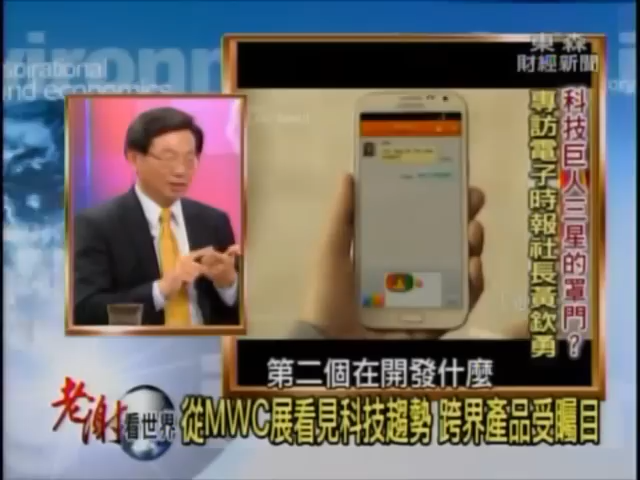 東森
財經新聞
科技巨人三星的罩門？
專訪電子時報社長黃欽勇
第二個在開發什麼
老謝看世界
從MWC展看見科技趨勢 跨界產品受矚目